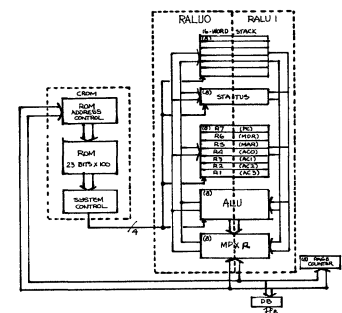 RALU0 RALU 1
16-WORD STACK
(8)
CROM
ROM
ADDRESS
CONTROL
(8) STATUS
ROM
23 BITS X 100
(8) R7 (PC)
R6 (MDR)
R5 (MAR)
R4 (AC0)
R3 (AC1)
R2 (AC2)
R1 (AC3)
SYSTEM
CONTROL
(8)
ALU
4
(8)
MPXR
PAGE
COUNTER
DB